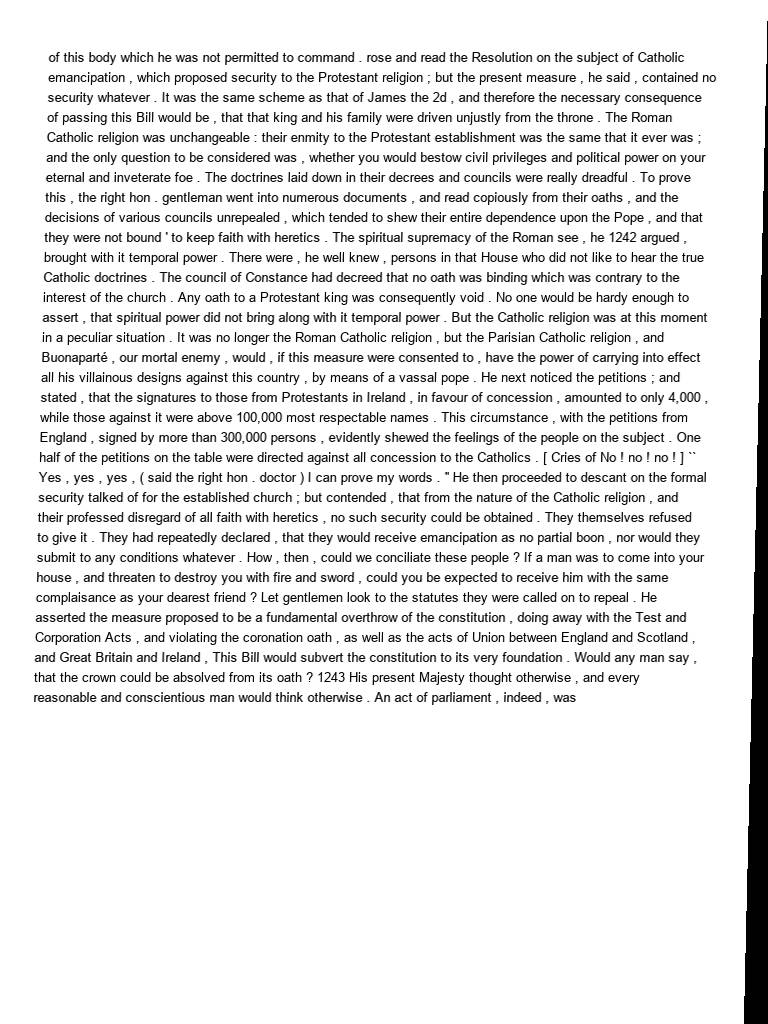 of this body which he was not permitted to command . rose and read the Resolution on the subject of Catholic
emancipation , which proposed security to the Protestant religion ; but the present measure , he said , contained no
security whatever . It was the same scheme as that of James the 2d , and therefore the necessary consequence
of passing this Bill would be , that that king and his family were driven unjustly from the throne . The Roman
Catholic religion was unchangeable : their enmity to the Protestant establishment was the same that it ever was ;
and the only question to be considered was , whether you would bestow civil privileges and political power on your
eternal and inveterate foe . The doctrines laid down in their decrees and councils were really dreadful . To prove
this , the right hon . gentleman went into numerous documents , and read copiously from their oaths , and the
decisions of various councils unrepealed , which tended to shew their entire dependence upon the Pope , and that
they were not bound ' to keep faith with heretics . The spiritual supremacy of the Roman see , he 1242 argued ,
brought with it temporal power . There were , he well knew , persons in that House who did not like to hear the true
Catholic doctrines . The council of Constance had decreed that no oath was binding which was contrary to the
interest of the church . Any oath to a Protestant king was consequently void . No one would be hardy enough to
assert , that spiritual power did not bring along with it temporal power . But the Catholic religion was at this moment
in a peculiar situation . It was no longer the Roman Catholic religion , but the Parisian Catholic religion , and
Buonaparté , our mortal enemy , would , if this measure were consented to , have the power of carrying into effect
all his villainous designs against this country , by means of a vassal pope . He next noticed the petitions ; and
stated , that the signatures to those from Protestants in Ireland , in favour of concession , amounted to only 4,000 ,
while those against it were above 100,000 most respectable names . This circumstance , with the petitions from
England , signed by more than 300,000 persons , evidently shewed the feelings of the people on the subject . One
half of the petitions on the table were directed against all concession to the Catholics . [ Cries of No ! no ! no ! ] ``
Yes , yes , yes , ( said the right hon . doctor ) I can prove my words . " He then proceeded to descant on the formal
security talked of for the established church ; but contended , that from the nature of the Catholic religion , and
their professed disregard of all faith with heretics , no such security could be obtained . They themselves refused
to give it . They had repeatedly declared , that they would receive emancipation as no partial boon , nor would they
submit to any conditions whatever . How , then , could we conciliate these people ? If a man was to come into your
house , and threaten to destroy you with fire and sword , could you be expected to receive him with the same
complaisance as your dearest friend ? Let gentlemen look to the statutes they were called on to repeal . He
asserted the measure proposed to be a fundamental overthrow of the constitution , doing away with the Test and
Corporation Acts , and violating the coronation oath , as well as the acts of Union between England and Scotland ,
and Great Britain and Ireland , This Bill would subvert the constitution to its very foundation . Would any man say ,
that the crown could be absolved from its oath ? 1243 His present Majesty thought otherwise , and every
reasonable and conscientious man would think otherwise . An act of parliament , indeed , was